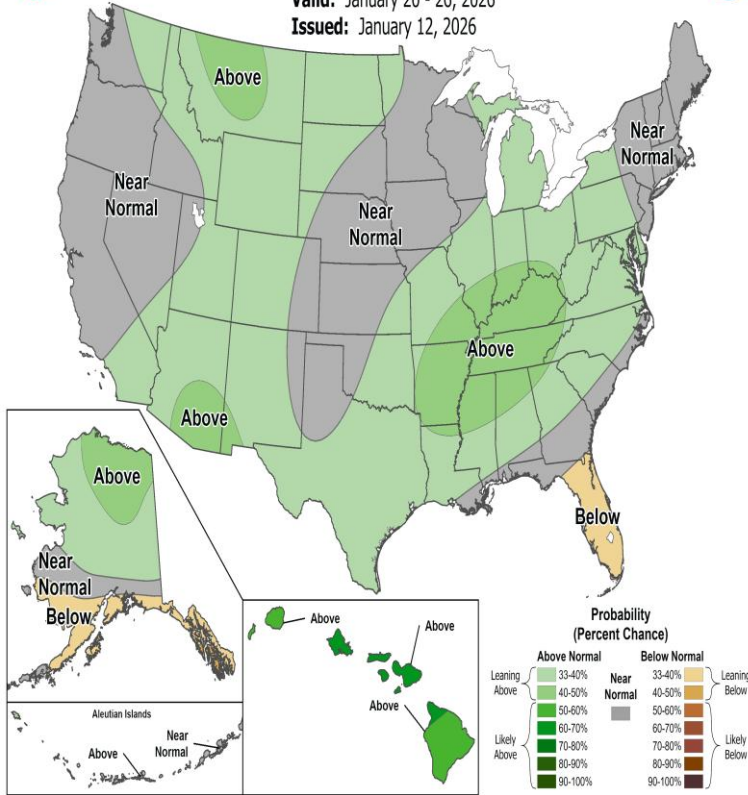 Valid: January 20 - 26, 2026
Issued: January 12, 2026
Above
Near
Normal
Near
Normal
Near
Normal
Above
Above
Below
Above
Near
Normal
Below
Aleutian Islands
Above
Near
Normal
Above
Above
Above
Probability
(Percent Chance)
Above Normal
Below Normal
Leaning
Above
Likely
Above
33-40%
40-50%
50-60%
60-70%
70-80%
80-90%
90-100%
Near
Normal
33-40%
40-50%
50-60%
60-70%
70-80%
80-90%
90-100%
Leaning
Below
Likely
Below